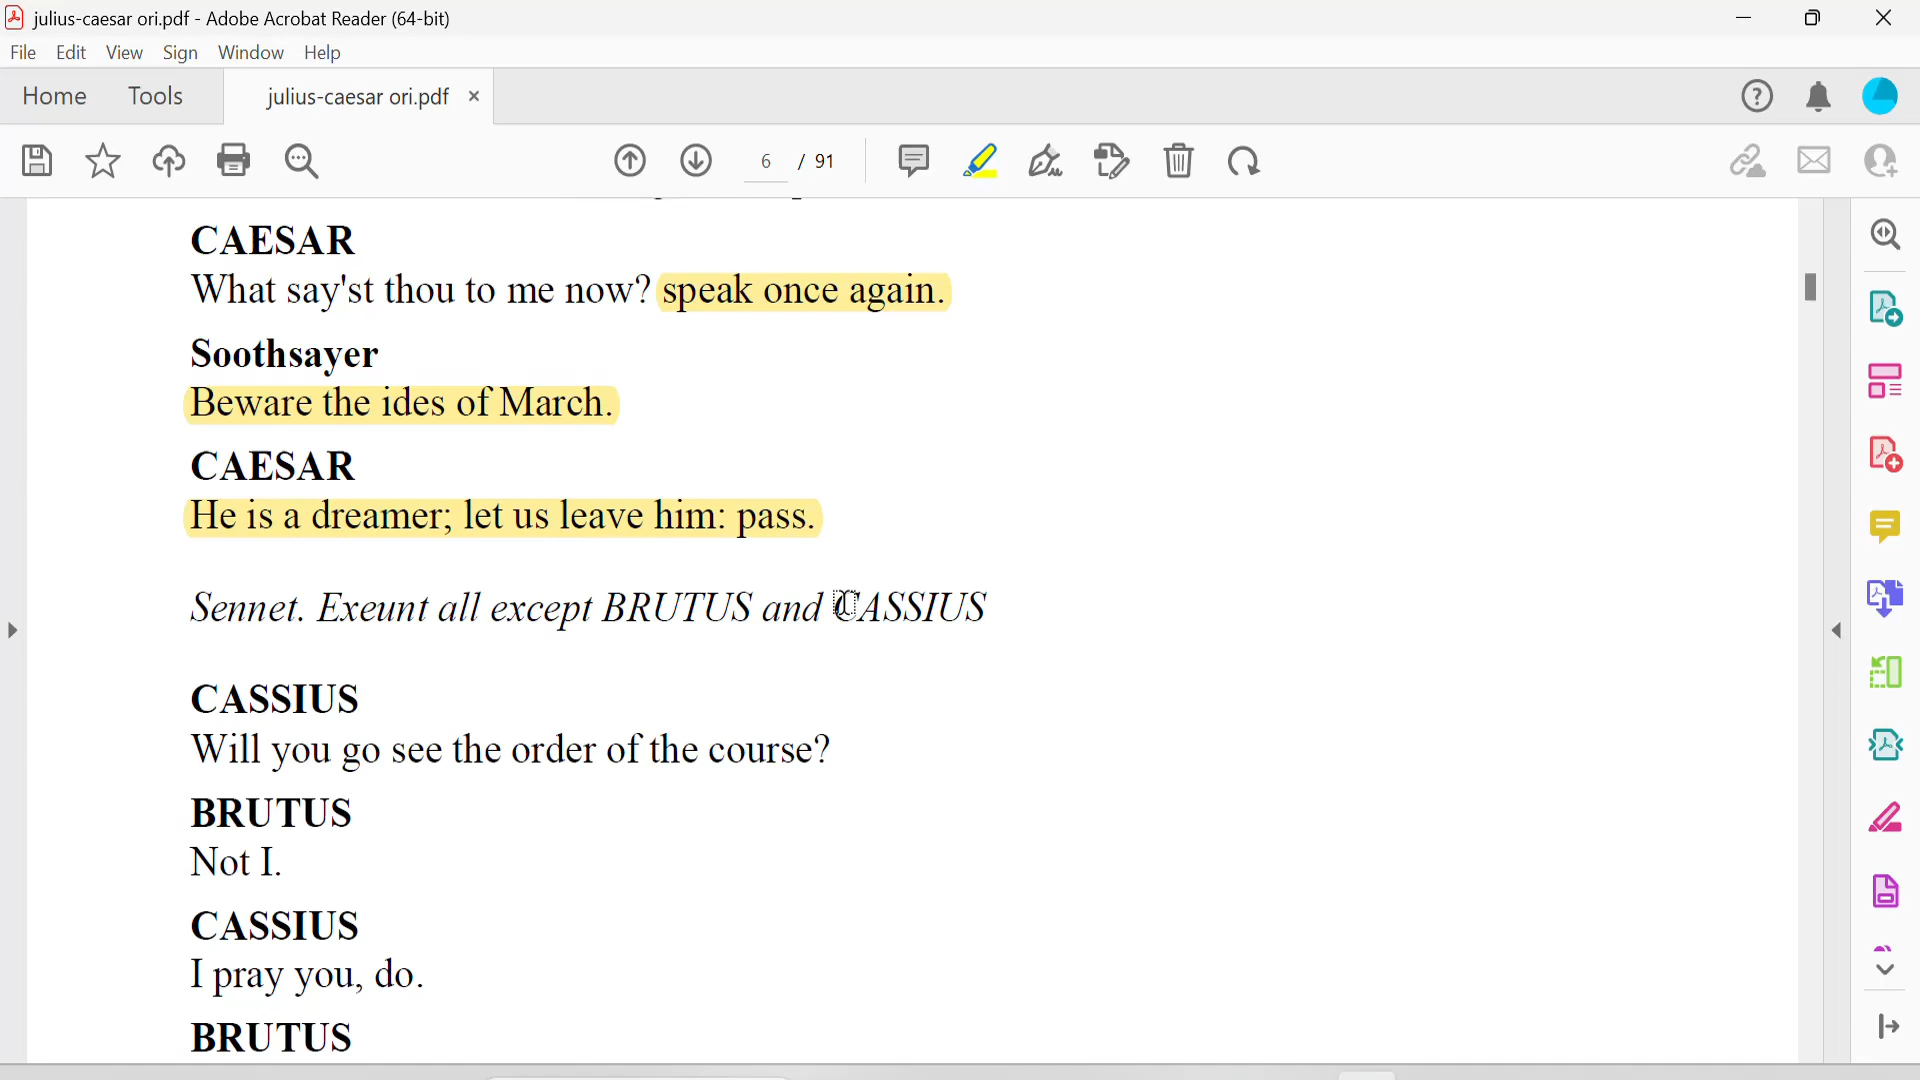 julius-caesar ori.pdf - Adobe Acrobat Reader (64-bit)
File Edit View Sign Window Help
Home Tools julius-caesar ori.pdf ×
6 / 91
CAESAR
What say'st thou to me now? speak once again.
Soothsayer
Beware the ides of March.
CAESAR
He is a dreamer; let us leave him: pass.
Sennet. Exeunt all except BRUTUS and CASSIUS
CASSIUS
Will you go see the order of the course?
BRUTUS
Not I.
CASSIUS
I pray you, do.
BRUTUS